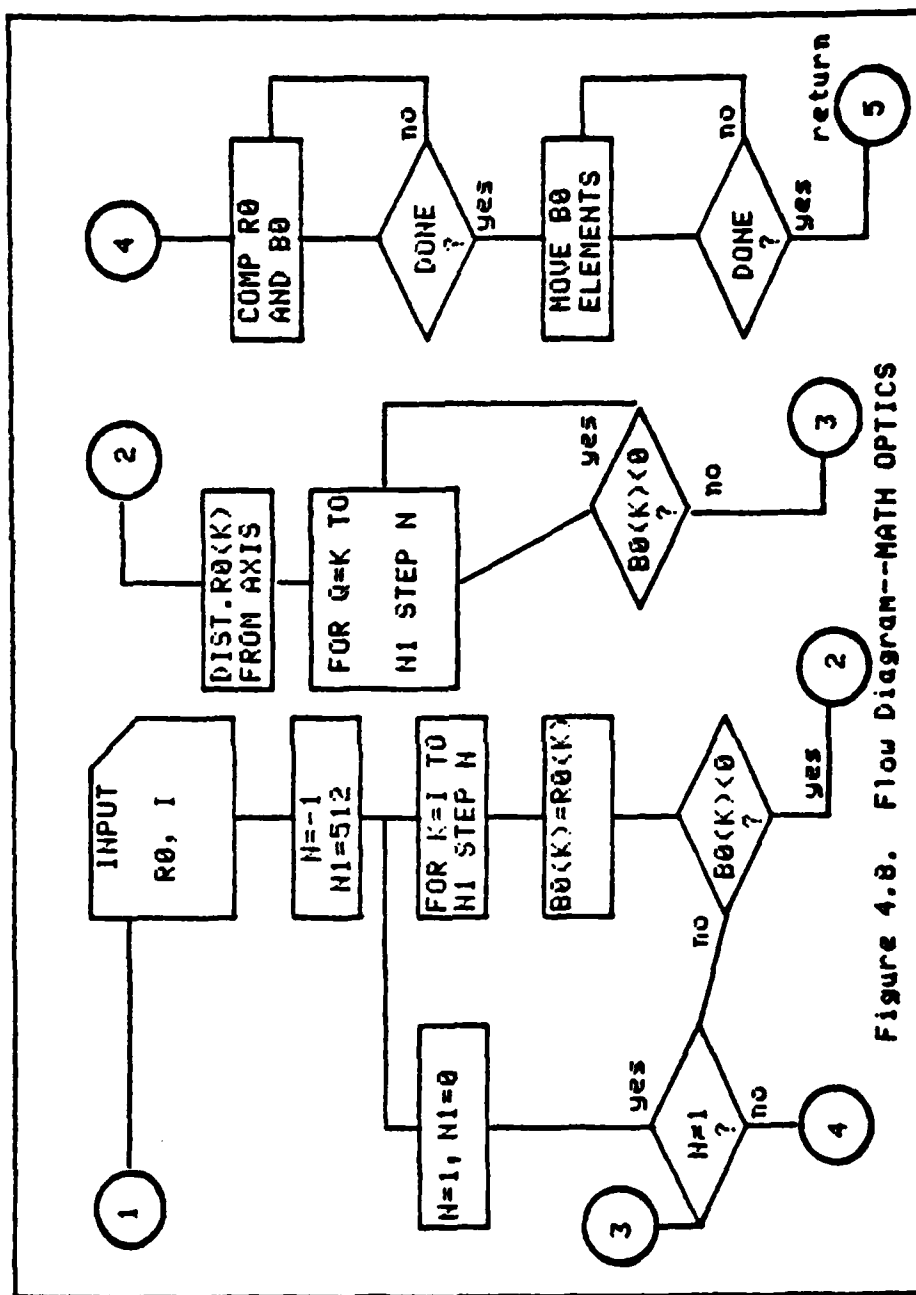 1
INPUT
R0, I
N=-1
N1=512
N=1, N1=0
FOR K=I TO
N1 STEP N
B0(K)=R0(K)
B0(K)<0
?
yes
no
2
3
N=1
?
yes
no
4
2
DIST.R0(K)
FROM AXIS
FOR Q=K TO
N1 STEP N
B0(K)<0
?
yes
no
3
4
COMP R0
AND B0
DONE
?
no
yes
MOVE B0
ELEMENTS
DONE
?
no
yes
return
5
Figure 4.8. Flow Diagram--MATH OPTICS